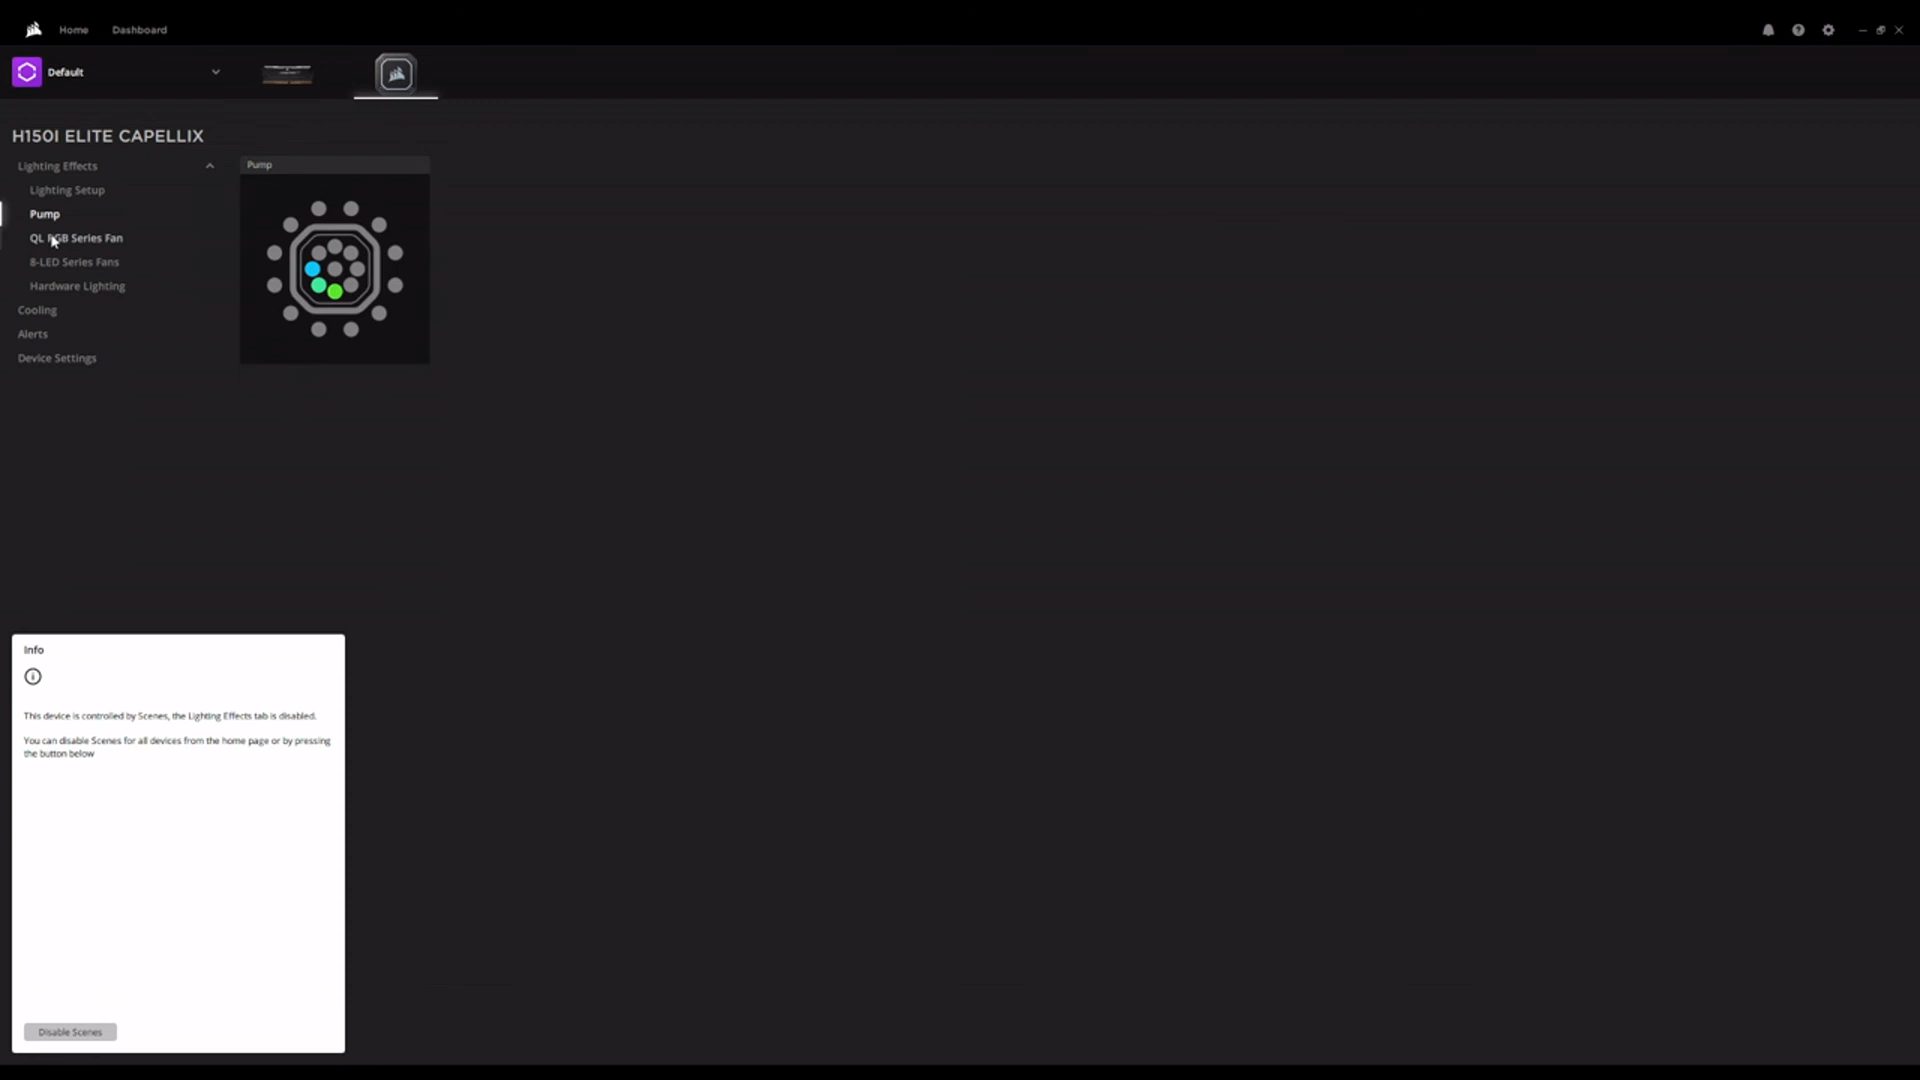 Home Dashboard
Default
H150I ELITE CAPELLIX
Lighting Effects
Pump
Lighting Setup
Pump
QL RGB Series Fan
8-LED Series Fans
Hardware Lighting
Cooling
Alerts
Device Settings
Info
This device is controlled by Scenes, the Lighting Effects tab is disabled.
You can disable Scenes for all devices from the home page or by pressing
the button below
Disable Scenes